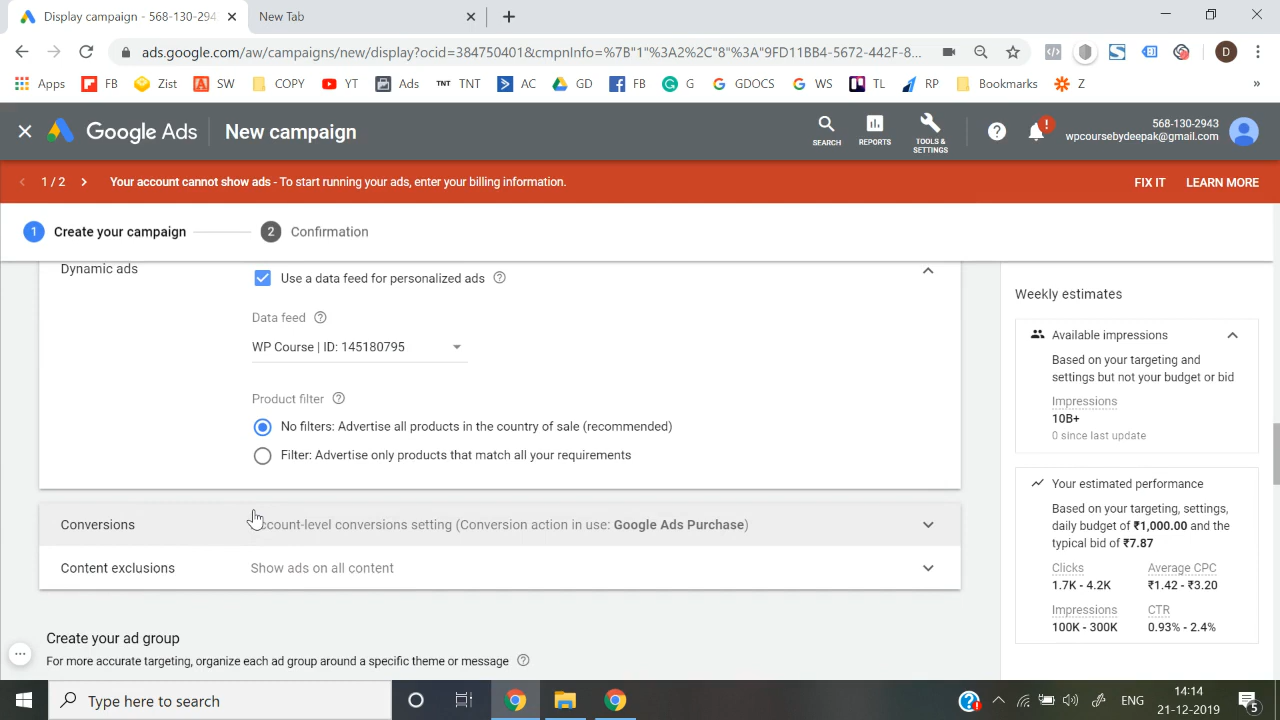 Display campaign - 568-130-294
New Tab
ads.google.com/aw/campaigns/new/display?ocid=384750401&cmpnInfo=%7B"1"%3A2%2C"8"%3A"9FD11BB4-5672-442F-8...
Apps FB Zist SW COPY YT Ads TNT TNT AC GD FB G GDOCS WS TL RP Bookmarks Z »
Google Ads New campaign
SEARCH REPORTS TOOLS & SETTINGS
568-130-2943
wpcoursebydeepak@gmail.com
1 / 2 Your account cannot show ads - To start running your ads, enter your billing information. FIX IT LEARN MORE
1 Create your campaign 2 Confirmation
Dynamic ads
Use a data feed for personalized ads
Data feed
WP Course | ID: 145180795
Product filter
No filters: Advertise all products in the country of sale (recommended)
Filter: Advertise only products that match all your requirements
Conversions
Account-level conversions setting (Conversion action in use: Google Ads Purchase)
Content exclusions
Show ads on all content
Create your ad group
For more accurate targeting, organize each ad group around a specific theme or message
Weekly estimates
Available impressions
Based on your targeting and
settings but not your budget or bid
Impressions
10B+
0 since last update
Your estimated performance
Based on your targeting, settings,
daily budget of ₹1,000.00 and the
typical bid of ₹7.87
Clicks Average CPC
1.7K - 4.2K ₹1.42 - ₹3.20
Impressions CTR
100K - 300K 0.93% - 2.4%
Type here to search
ENG
14:14
21-12-2019
5